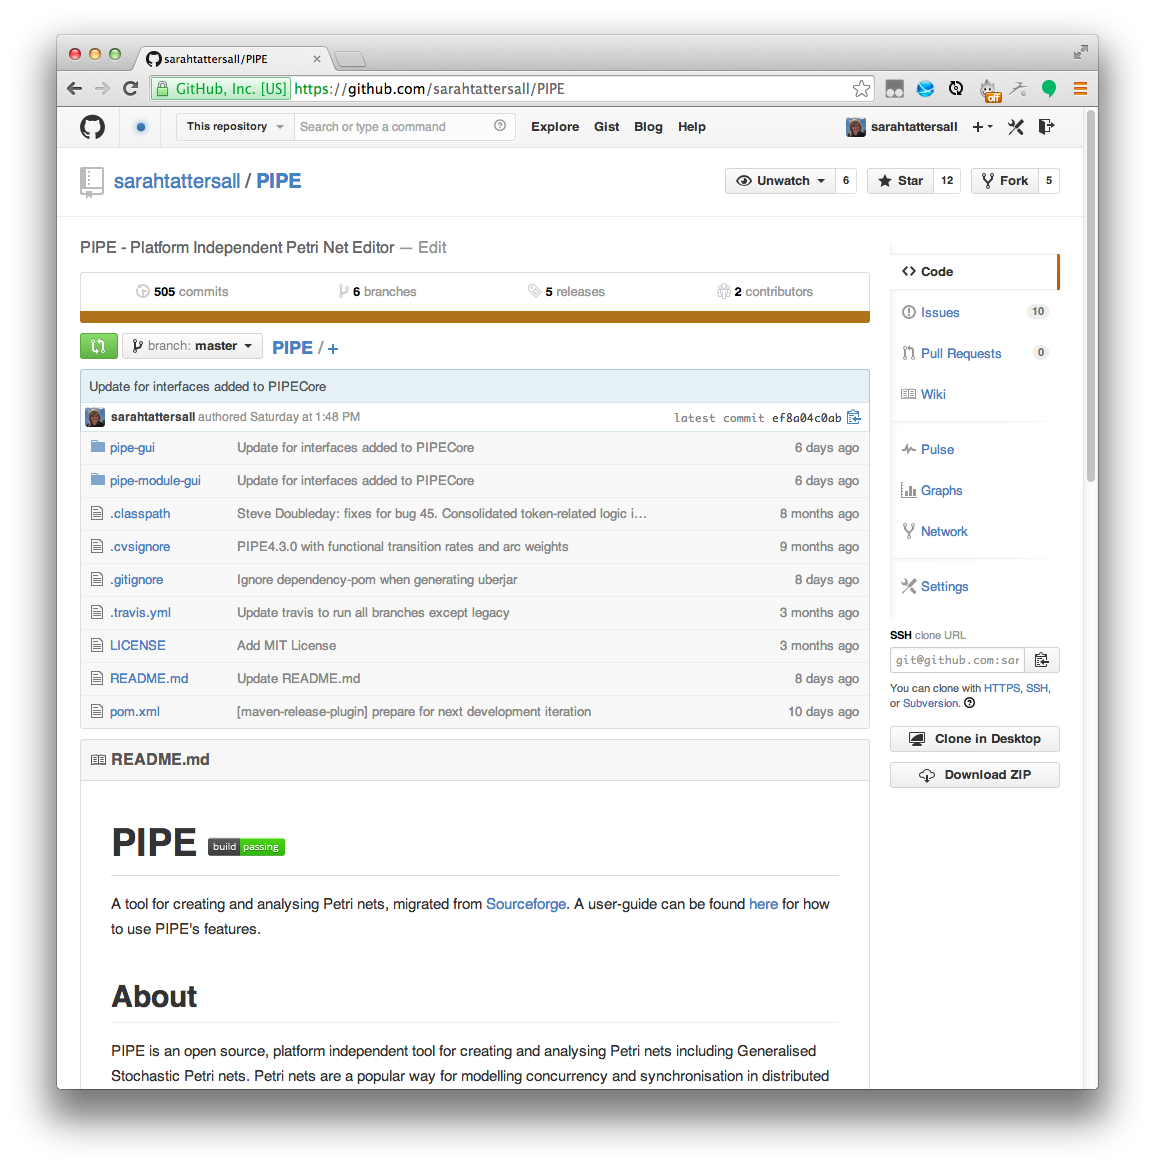 sarahtattersall/PIPE
GitHub, Inc. [US] https://github.com/sarahtattersall/PIPE
off
This repository Search or type a command Explore Gist Blog Help sarahtattersall
sarahtattersall / PIPE
Unwatch 6 Star 12 Fork 5
PIPE - Platform Independent Petri Net Editor — Edit
505 commits 6 branches 5 releases 2 contributors
branch: master PIPE / +
Update for interfaces added to PIPECore
sarahtattersall authored Saturday at 1:48 PM latest commit ef8a04c0ab
pipe-gui Update for interfaces added to PIPECore 6 days ago
pipe-module-gui Update for interfaces added to PIPECore 6 days ago
.classpath Steve Doubleday: fixes for bug 45. Consolidated token-related logic i… 8 months ago
.cvsignore PIPE4.3.0 with functional transition rates and arc weights 9 months ago
.gitignore Ignore dependency-pom when generating uberjar 8 days ago
.travis.yml Update travis to run all branches except legacy 3 months ago
LICENSE Add MIT License 3 months ago
README.md Update README.md 8 days ago
pom.xml [maven-release-plugin] prepare for next development iteration 10 days ago
README.md
PIPE build passing
A tool for creating and analysing Petri nets, migrated from Sourceforge. A user-guide can be found here for how
to use PIPE's features.
About
PIPE is an open source, platform independent tool for creating and analysing Petri nets including Generalised
Stochastic Petri nets. Petri nets are a popular way for modelling concurrency and synchronisation in distributed
Code
Issues 10
Pull Requests 0
Wiki
Pulse
Graphs
Network
Settings
SSH clone URL
git@github.com:sar
You can clone with HTTPS, SSH,
or Subversion.
Clone in Desktop
Download ZIP